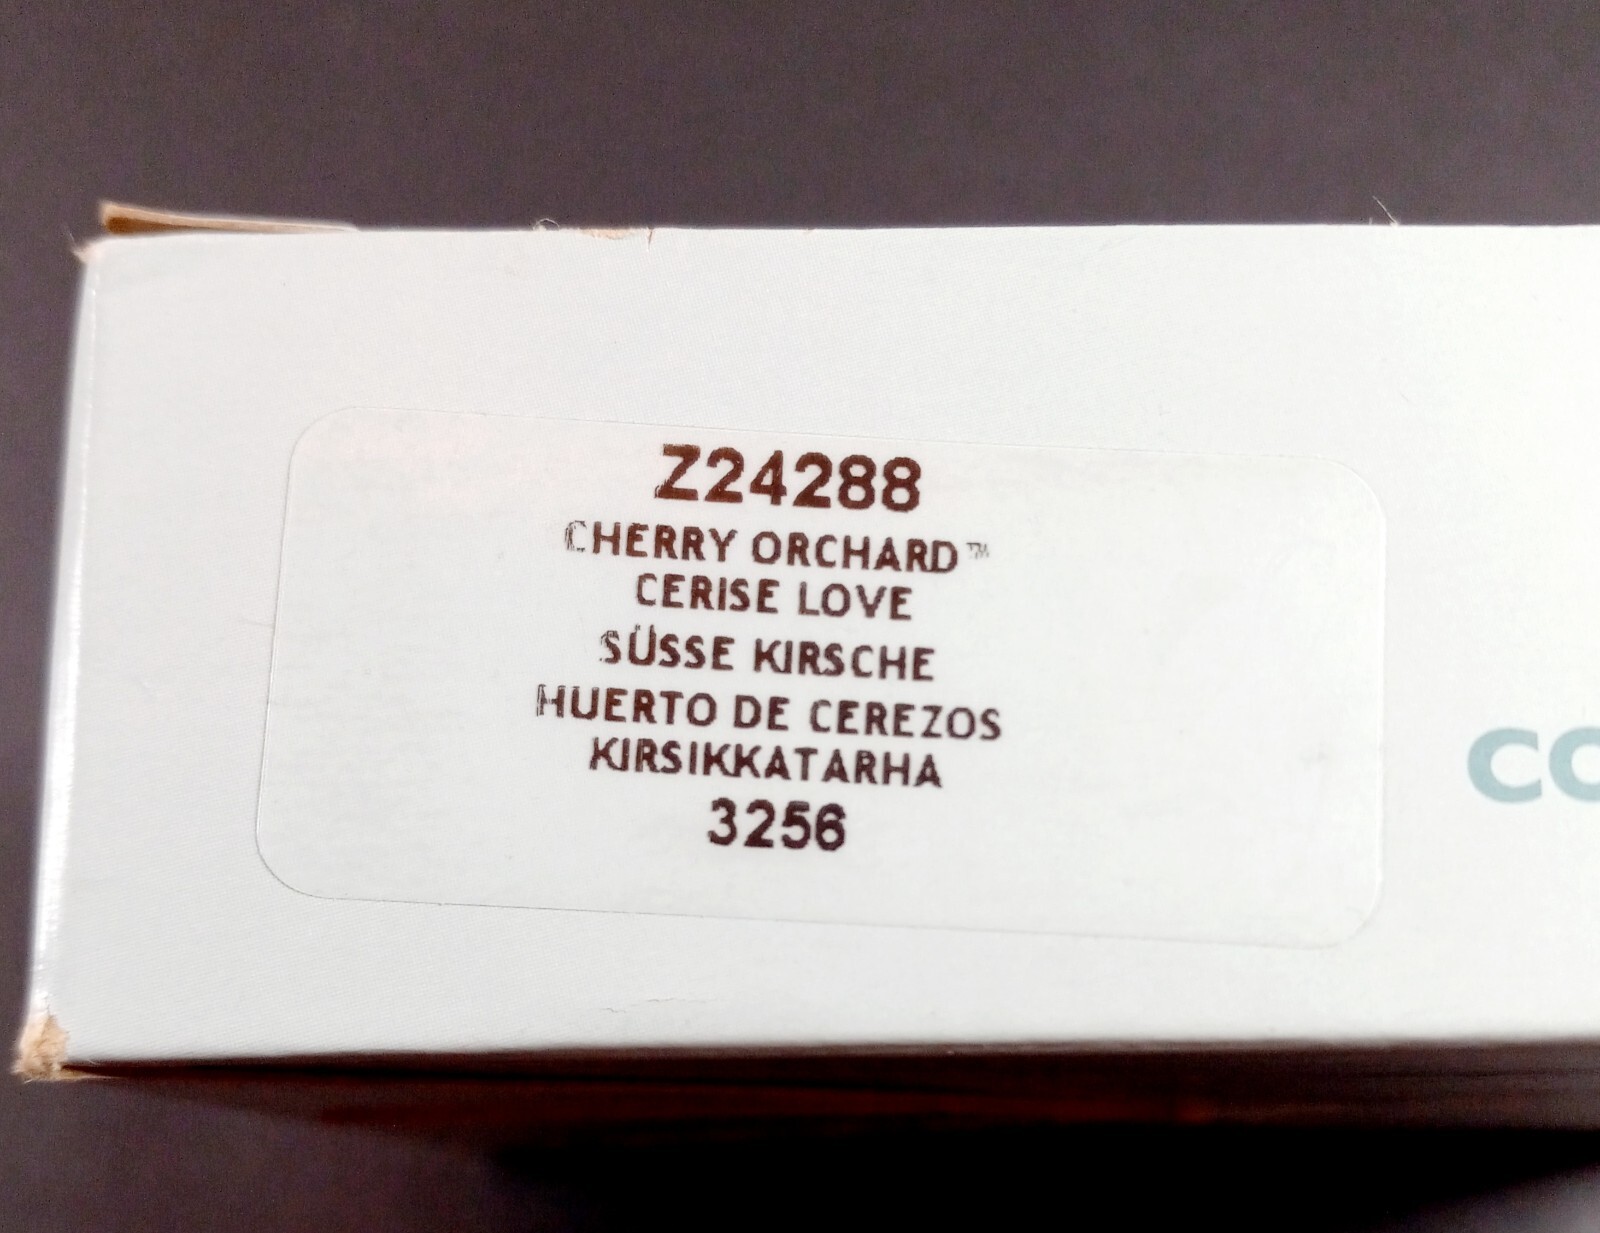 Z24288
CHERRY ORCHARD™
CERISE LOVE
SÜSSE KIRSCHE
HUERTO DE CEREZOS
KIRSIKKATARHA
3256